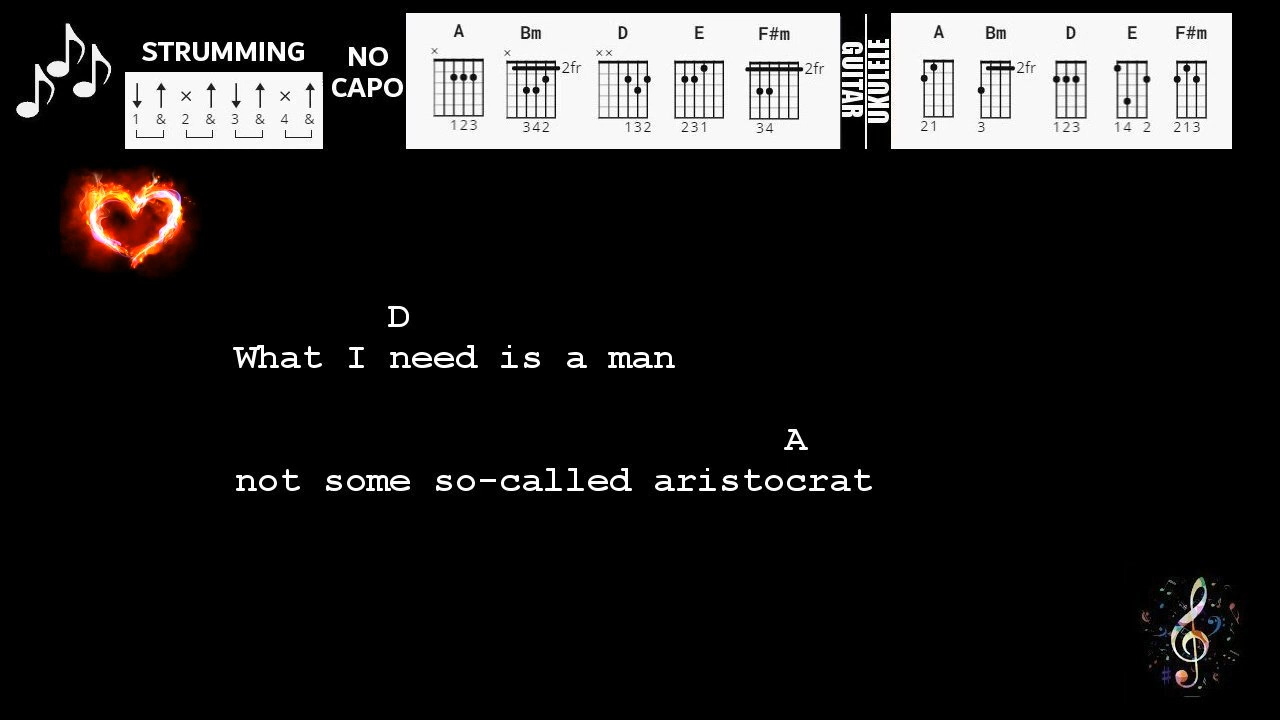 STRUMMING
↓ ↑ × ↑ ↓ ↑ × ↑
1 & 2 & 3 & 4 &
NO
CAPO
A Bm D E F#m
× × ××
2fr 2fr
123 342 132 231 34
GUITAR
UKULELE
A Bm D E F#m
2fr
21 3 123 14 2 213
D
What I need is a man
A
not some so-called aristocrat